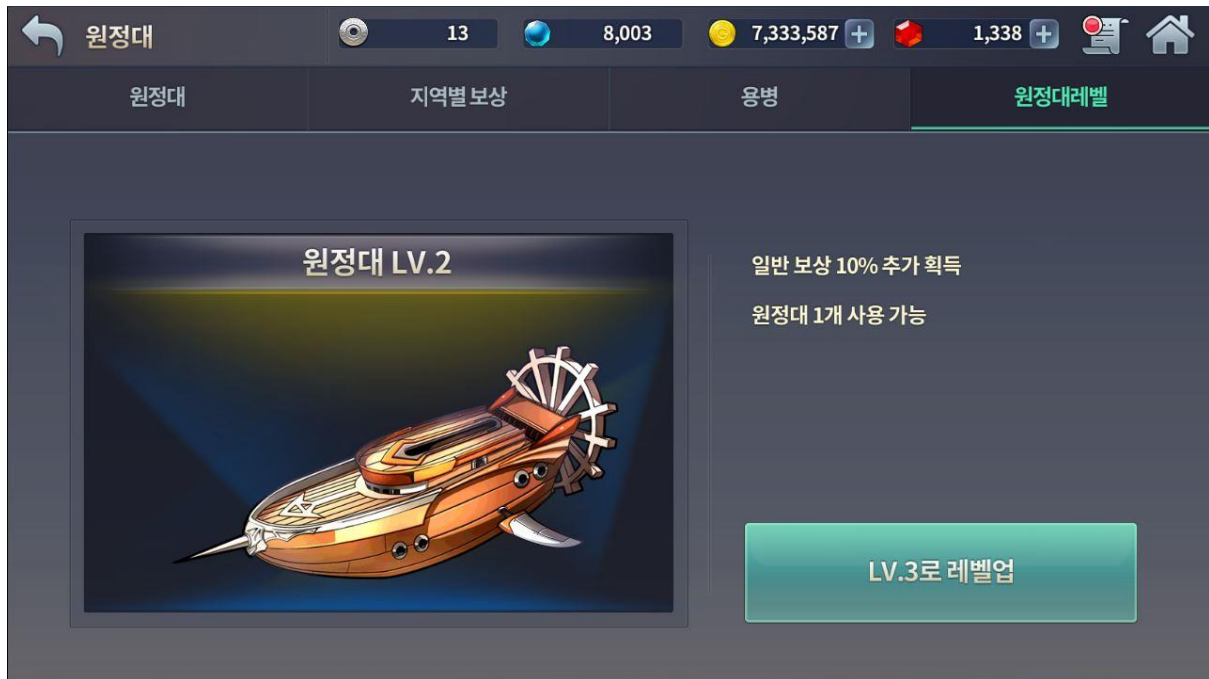 원정대 13 8,003 7,333,587 1,338
원정대 지역별 보상 용병 원정대레벨
원정대 LV.2
일반 보상 10% 추가 획득
원정대 1개 사용 가능
LV.3로 레벨업